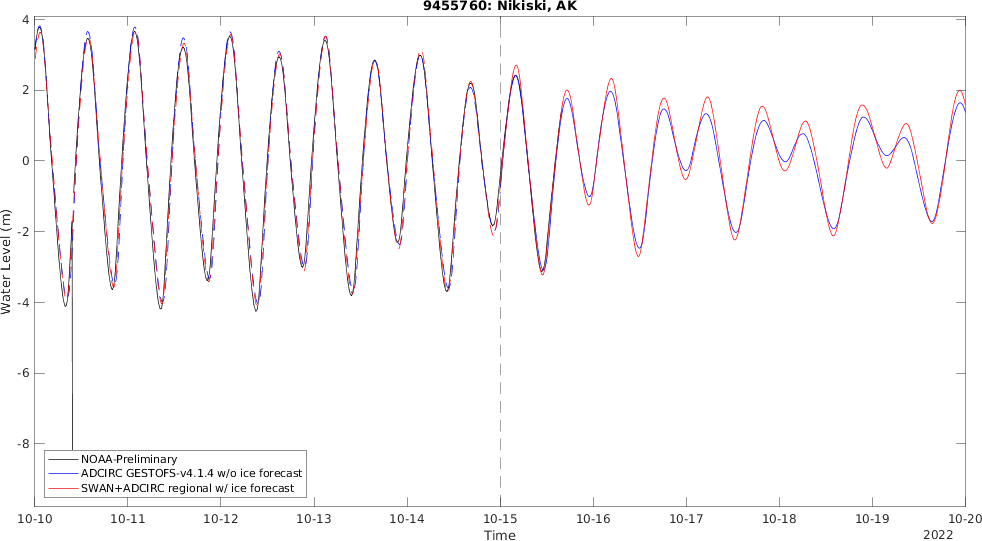 9455760: Nikiski, AK
4
2
0
-2
-4
-6
-8
Water Level (m)
NOAA-Preliminary
ADCIRC GESTOFS-v4.1.4 w/o ice forecast
SWAN+ADCIRC regional w/ ice forecast
10-10 10-11 10-12 10-13 10-14 10-15 10-16 10-17 10-18 10-19 10-20
Time
2022